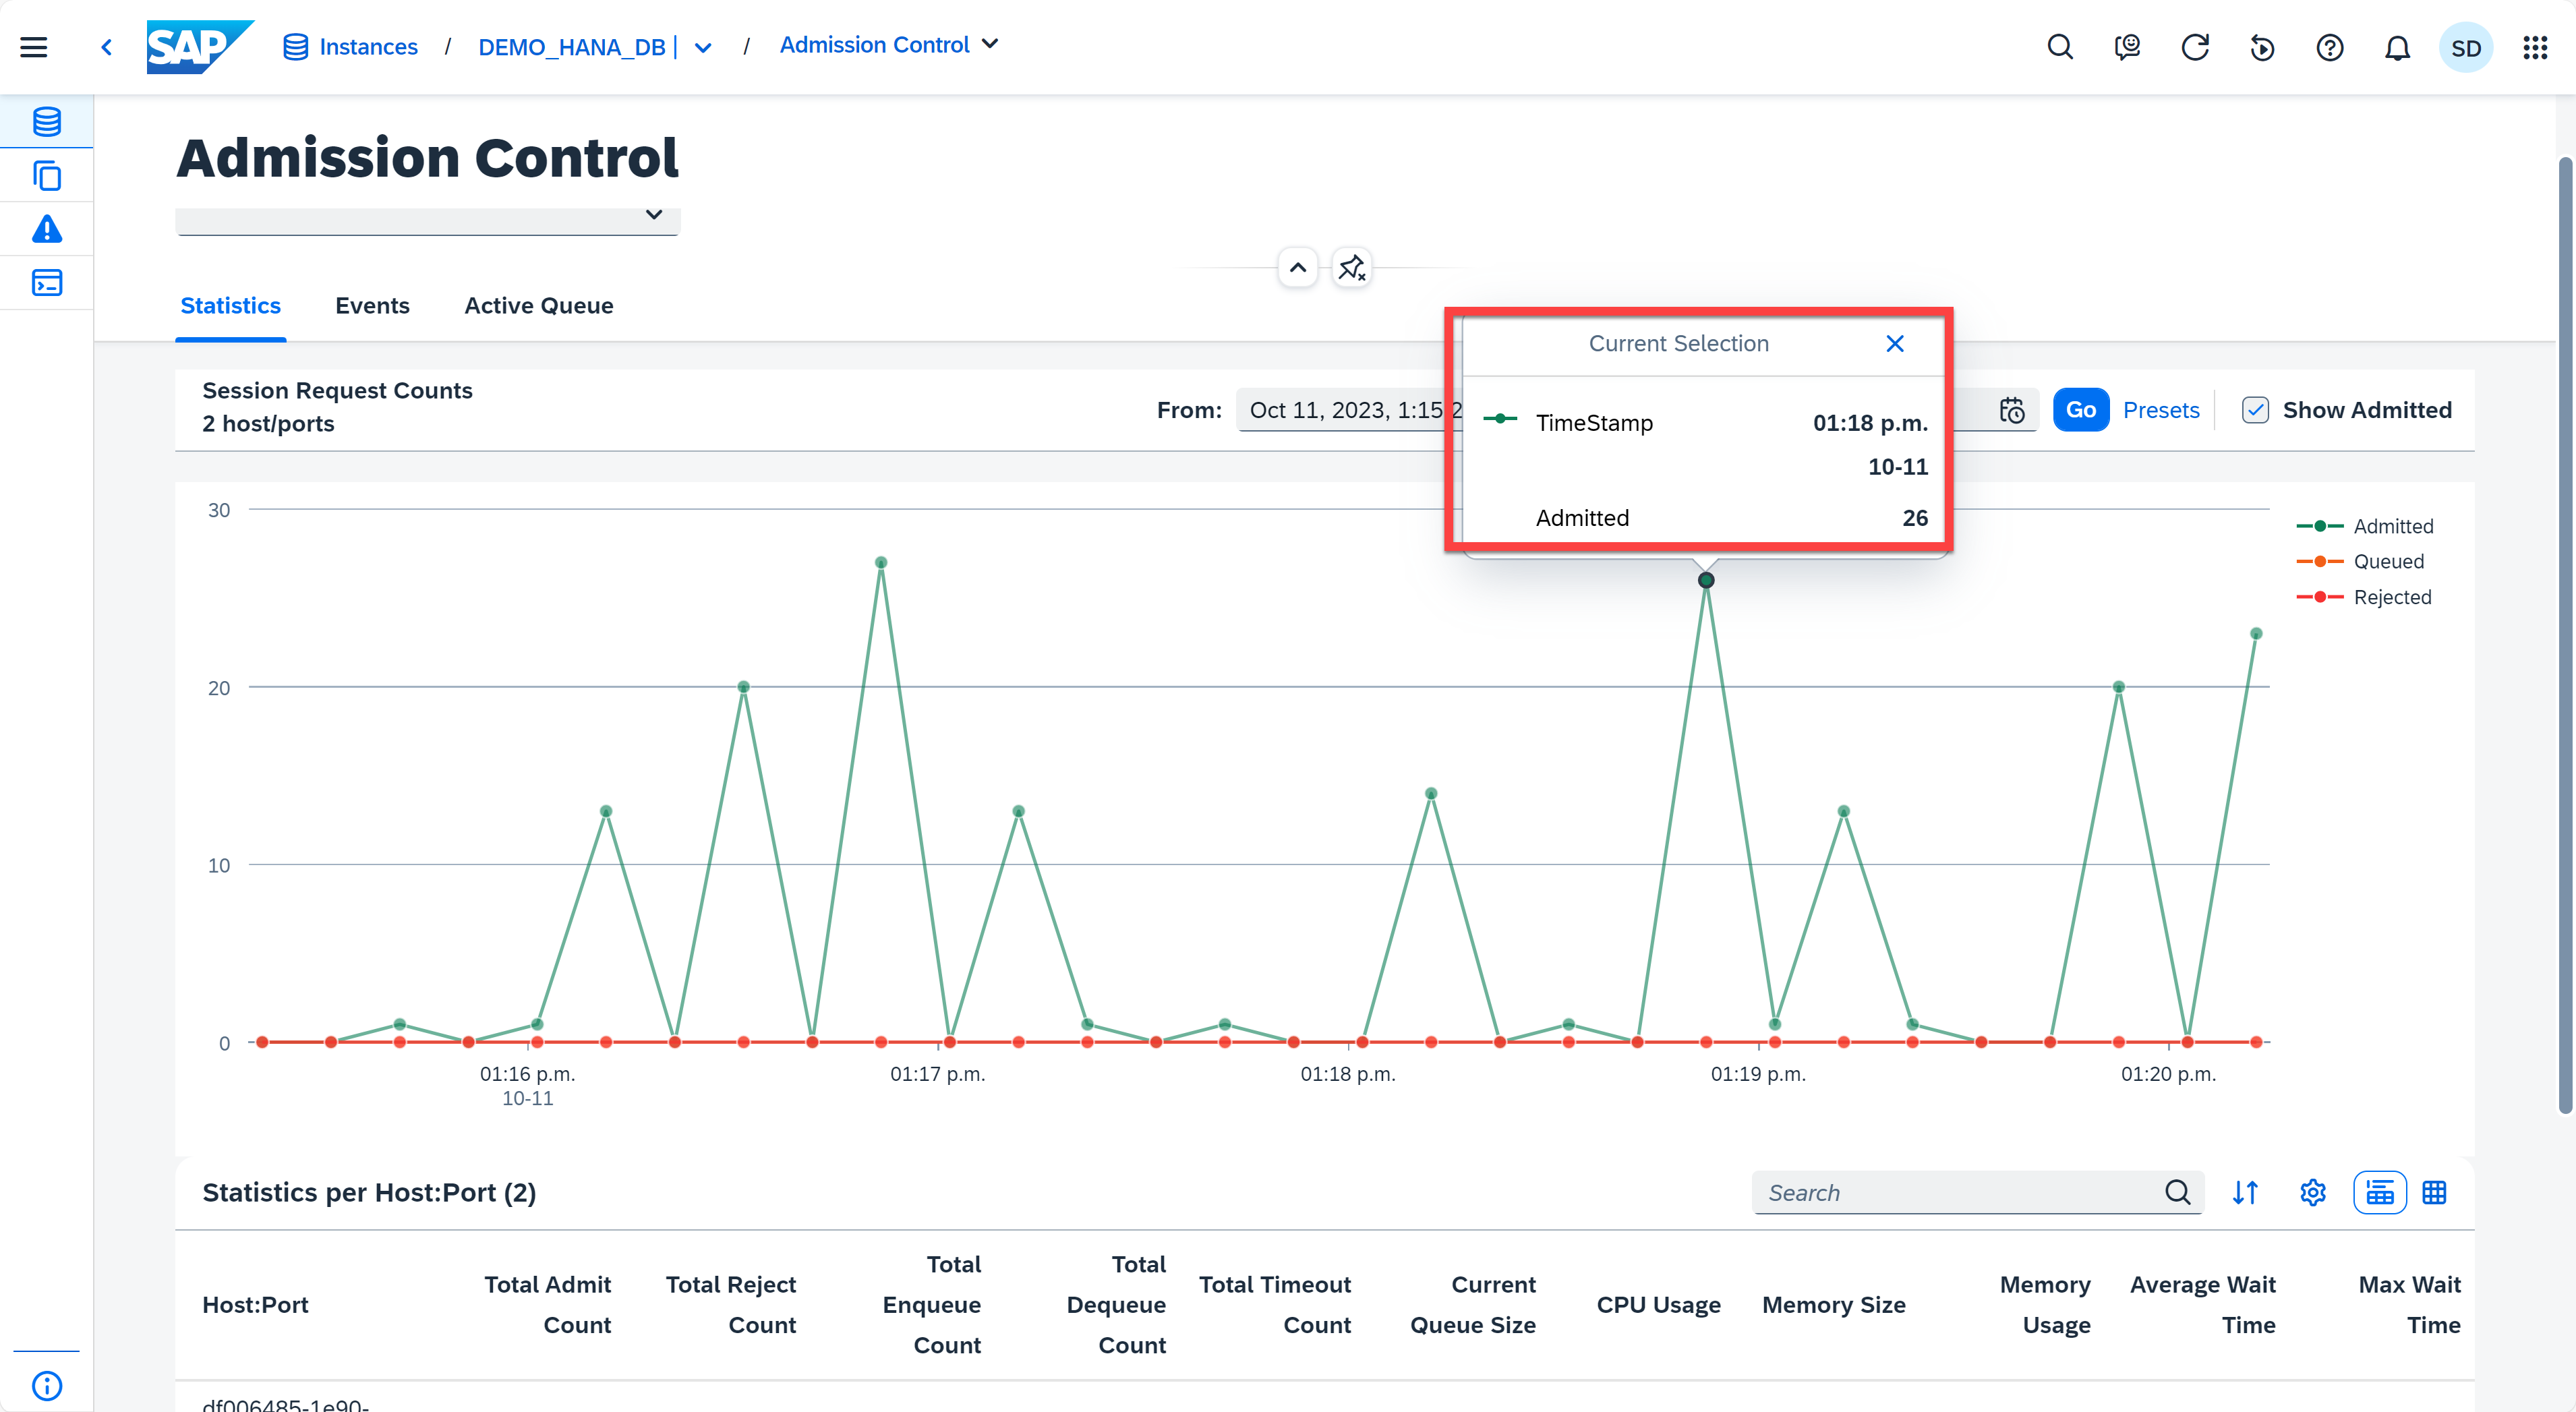 SAP Instances / DEMO_HANA_DB | / Admission Control SD
Admission Control
Statistics Events Active Queue
Current Selection
TimeStamp 01:18 p.m.
10-11
Admitted 26
Session Request Counts
2 host/ports
From: Oct 11, 2023, 1:15 Go Presets Show Admitted
30
20
10
0
Admitted
Queued
Rejected
01:16 p.m. 01:17 p.m. 01:18 p.m. 01:19 p.m. 01:20 p.m.
10-11
Statistics per Host:Port (2) Search
Host:Port
Total Admit
Count
Total Reject
Count
Total
Enqueue
Count
Total
Dequeue
Count
Total Timeout
Count
Current
Queue Size
CPU Usage
Memory Size
Memory
Usage
Average Wait
Time
Max Wait
Time
df006485-1e90-